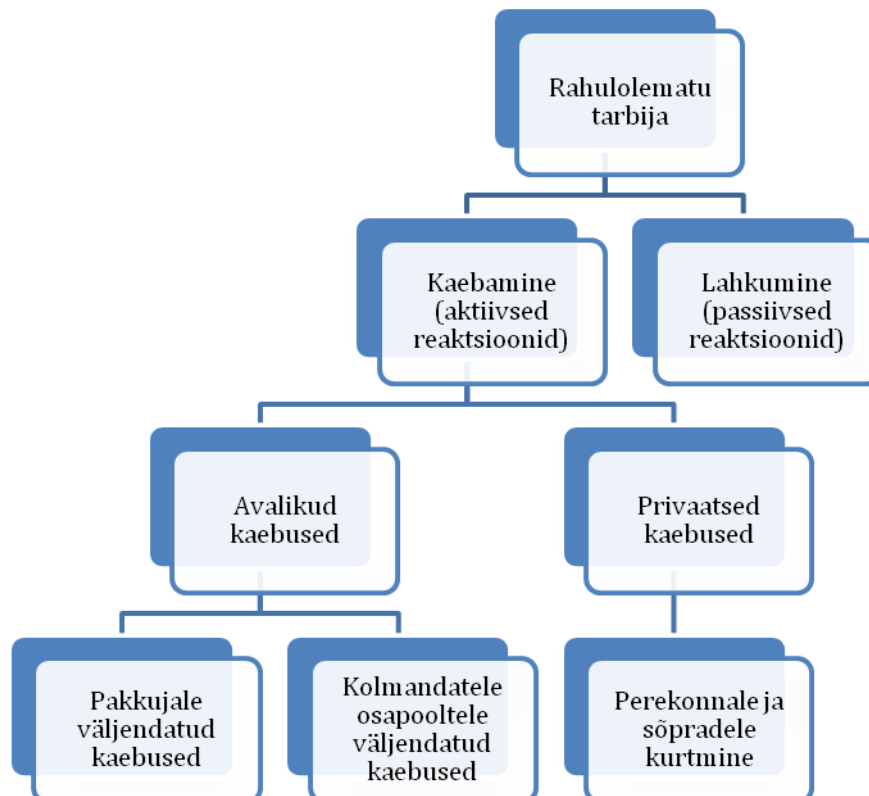 Rahulolematu
tarbija
Kaebamine
(aktiivsed
reaktsioonid)
Lahkumine
(passiivsed
reaktsioonid)
Avalikud
kaebused
Privaatsed
kaebused
Pakkujale
väljendatud
kaebused
Kolmandatele
osapooltele
väljendatud
kaebused
Perekonnale ja
sõpradele
kurtmine